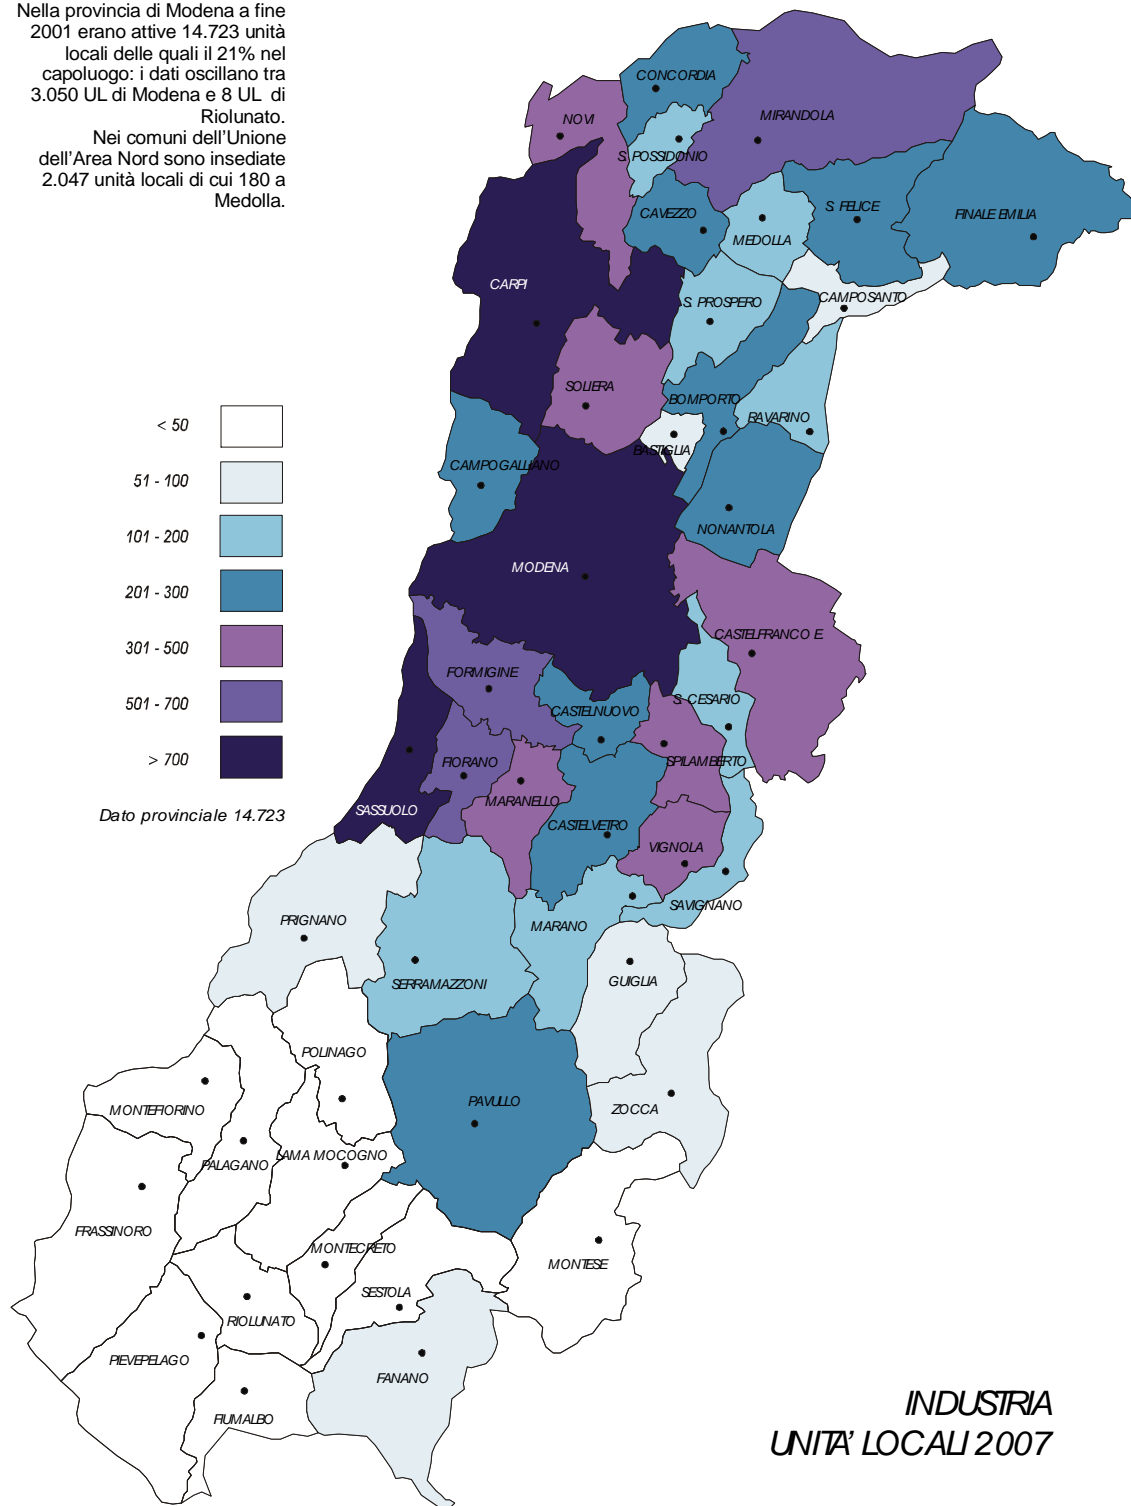 Nella provincia di Modena a fine
2001 erano attive 14.723 unità
locali delle quali il 21% nel
capoluogo: i dati oscillano tra
3.050 UL di Modena e 8 UL di
Riolunato.
Nei comuni dell'Unione
dell'Area Nord sono insediate
2.047 unità locali di cui 180 a
Medolla.
CONCORDIA
NOVI
MIRANDOLA
S. POSSIDONIO
CAVEZZO
S. FELICE
FINALE EMILIA
MEDOLLA
CARPI
S. PROSPERO
CAMPOSANTO
SOLIERA
BOMPORTO
RAVARINO
BASTIGLIA
CAMPOGALLIANO
NONANTOLA
MODENA
CASTELFRANCO E.
FORMIGINE
S. CESARIO
CASTELNUOVO
FIORANO
SPILAMBERTO
MARANELLO
SASSUOLO
CASTELVETRO
VIGNOLA
SAVIGNANO
PRIGNANO
MARANO
SERRAMAZZONI
GUIGLIA
POLINAGO
PAVULLO
ZOCCA
MONTEFIORINO
LAMA MOCOGNO
PALAGANO
FRASSINORO
MONTECRETO
MONTESE
SESTOLA
RIOLUNATO
PIEVEPELAGO
FANANO
FIUMALBO
< 50
51 - 100
101 - 200
201 - 300
301 - 500
501 - 700
> 700
Dato provinciale 14.723
INDUSTRIA
UNITA' LOCALI 2007